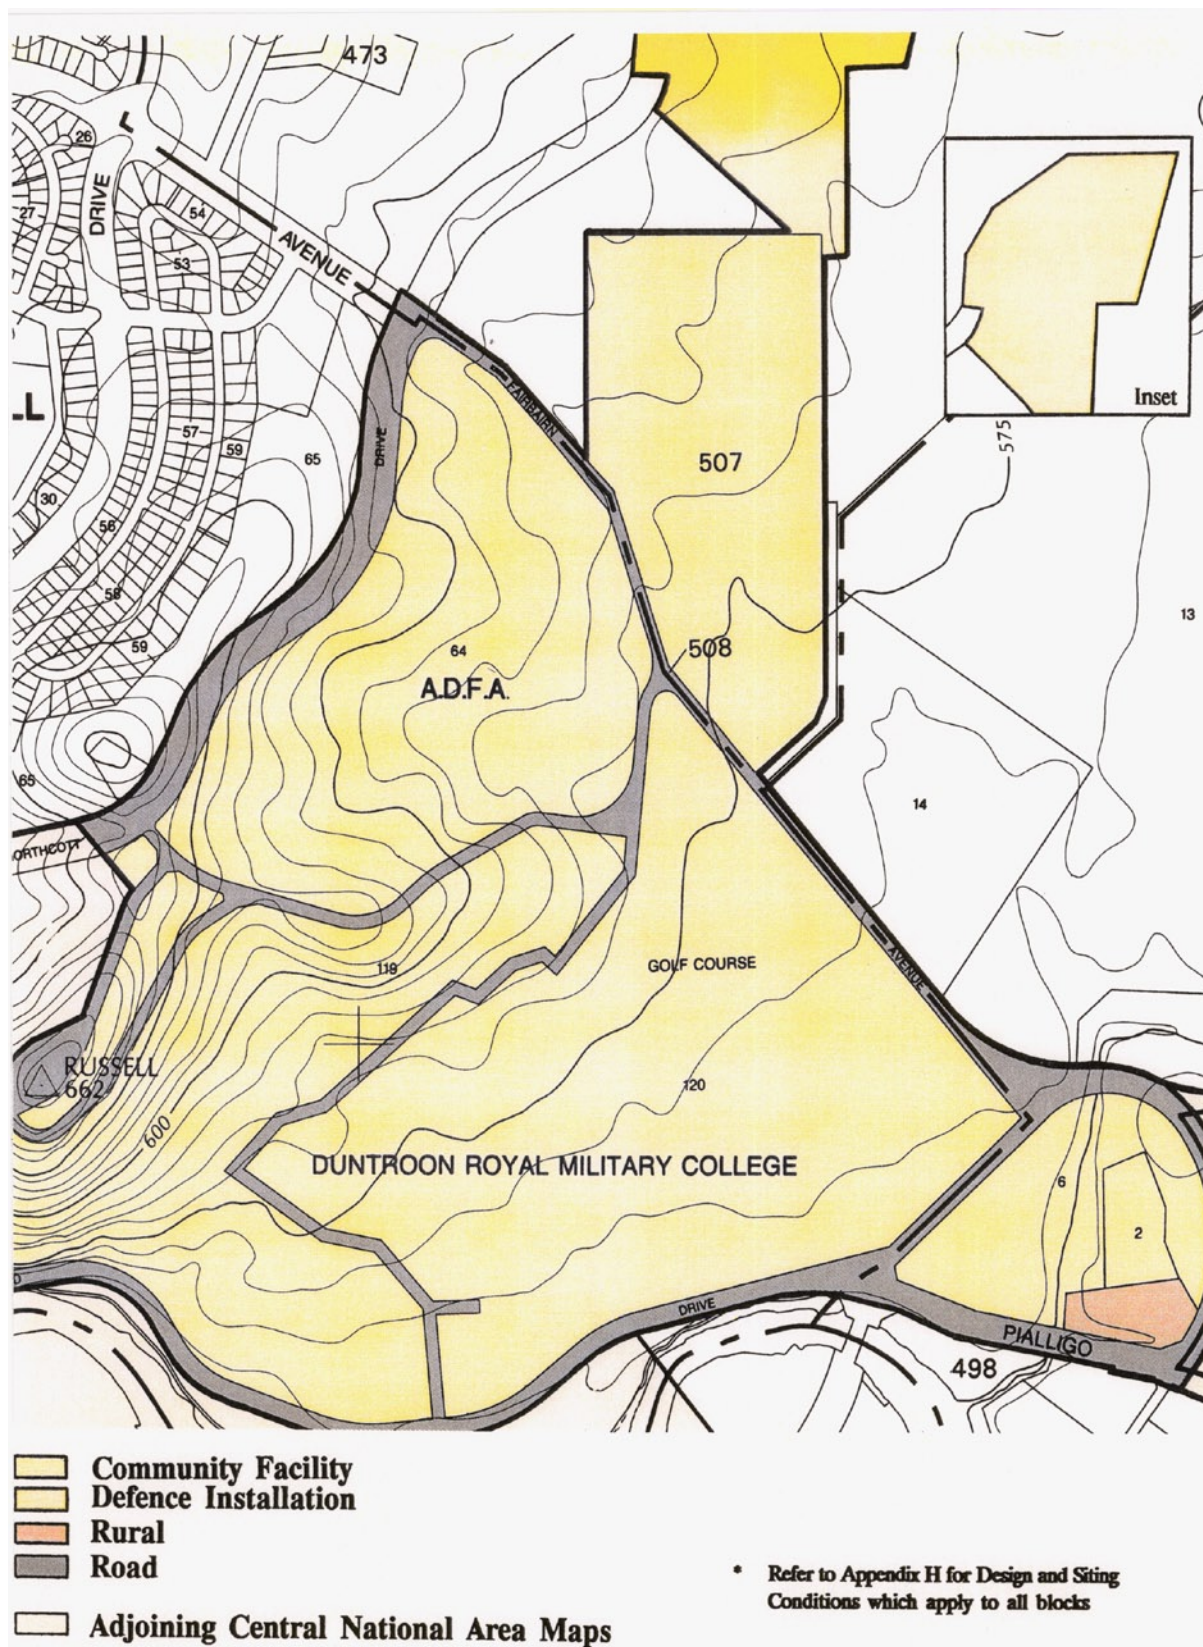 473
26
DRIVE
27
54
53
AVENUE
L
LL
57
59
65
30
56
58
59
65
DRIVE
FAIRBAIRN
507
575
Inset
13
64
A.D.F.A.
508
14
119
GOLF COURSE
AVENUE
RUSSELL
662
120
600
DUNTROON ROYAL MILITARY COLLEGE
6
2
DRIVE
PIALLIGO
498
Community Facility
Defence Installation
Rural
Road
Adjoining Central National Area Maps
* Refer to Appendix H for Design and Siting
Conditions which apply to all blocks